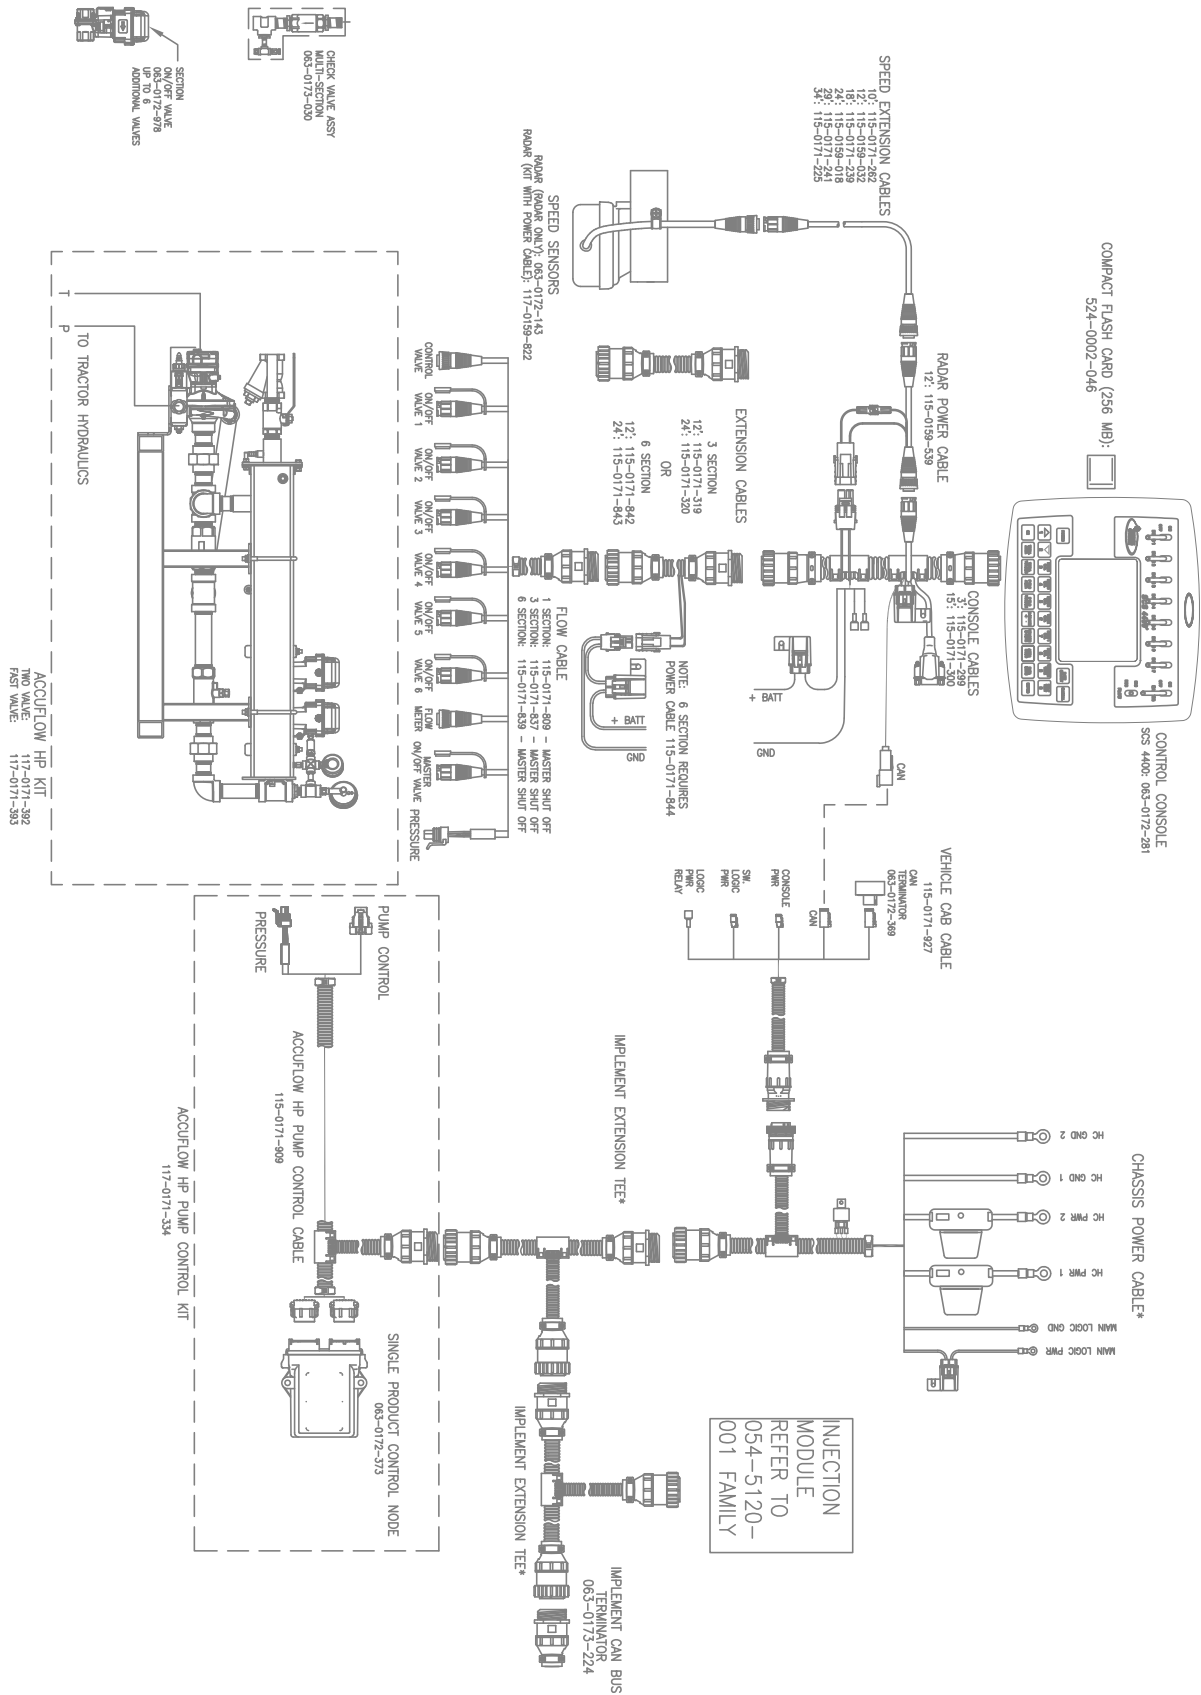 COMPACT FLASH CARD (256 MB):
524-0002-046
CONTROL CONSOLE
SCS 4400: 063-0172-281
SPEED EXTENSION CABLES
10': 115-0171-262
12': 115-0159-032
18': 115-0171-239
24': 115-0159-018
29': 115-0171-241
34': 115-0171-225
RADAR POWER CABLE
12': 115-0159-539
CONSOLE CABLES
3': 115-0171-299
15': 115-0171-300
CHECK VALVE ASSY
MULTI-SECTION
063-0173-030
SECTION
ON/OFF VALVE
063-0172-978
UP TO 6
ADDITIONAL VALVES
SPEED SENSORS
RADAR (RADAR ONLY): 063-0172-143
RADAR (KIT WITH POWER CABLE): 117-0159-822
EXTENSION CABLES
3 SECTION
12': 115-0171-319
24': 115-0171-320
OR
6 SECTION
12': 115-0171-842
24': 115-0171-843
+ BATT
GND
CAN
NOTE: 6 SECTION REQUIRES
POWER CABLE 115-0171-844
+ BATT
GND
FLOW CABLE
1 SECTION: 115-0171-809 - MASTER SHUT OFF
3 SECTION: 115-0171-837 - MASTER SHUT OFF
6 SECTION: 115-0171-839 - MASTER SHUT OFF
CONTROL
VALVE
ON/OFF
VALVE 1
ON/OFF
VALVE 2
ON/OFF
VALVE 3
ON/OFF
VALVE 4
ON/OFF
VALVE 5
ON/OFF
VALVE 6
FLOW
METER
MASTER
ON/OFF VALVE
PRESSURE
T
P
TO TRACTOR HYDRAULICS
ACCUFLOW HP KIT
TWO VALVE: 117-0171-392
FAST VALVE: 117-0171-393
VEHICLE CAB CABLE
115-0171-927
CAN
TERMINATOR
063-0172-369
CAN
CONSOLE
PWR
SW.
LOGIC
PWR
LOGIC
PWR
RELAY
CHASSIS POWER CABLE*
HC GND 2
HC GND 1
HC PWR 2
HC PWR 1
MAIN LOGIC GND
MAIN LOGIC PWR
IMPLEMENT EXTENSION TEE*
IMPLEMENT EXTENSION TEE*
INJECTION
MODULE
REFER TO
054-5120-
001 FAMILY
IMPLEMENT CAN BUS
TERMINATOR
063-0173-224
PUMP CONTROL
PRESSURE
ACCUFLOW HP PUMP CONTROL CABLE
115-0171-909
SINGLE PRODUCT CONTROL NODE
063-0172-373
ACCUFLOW HP PUMP CONTROL KIT
117-0171-334